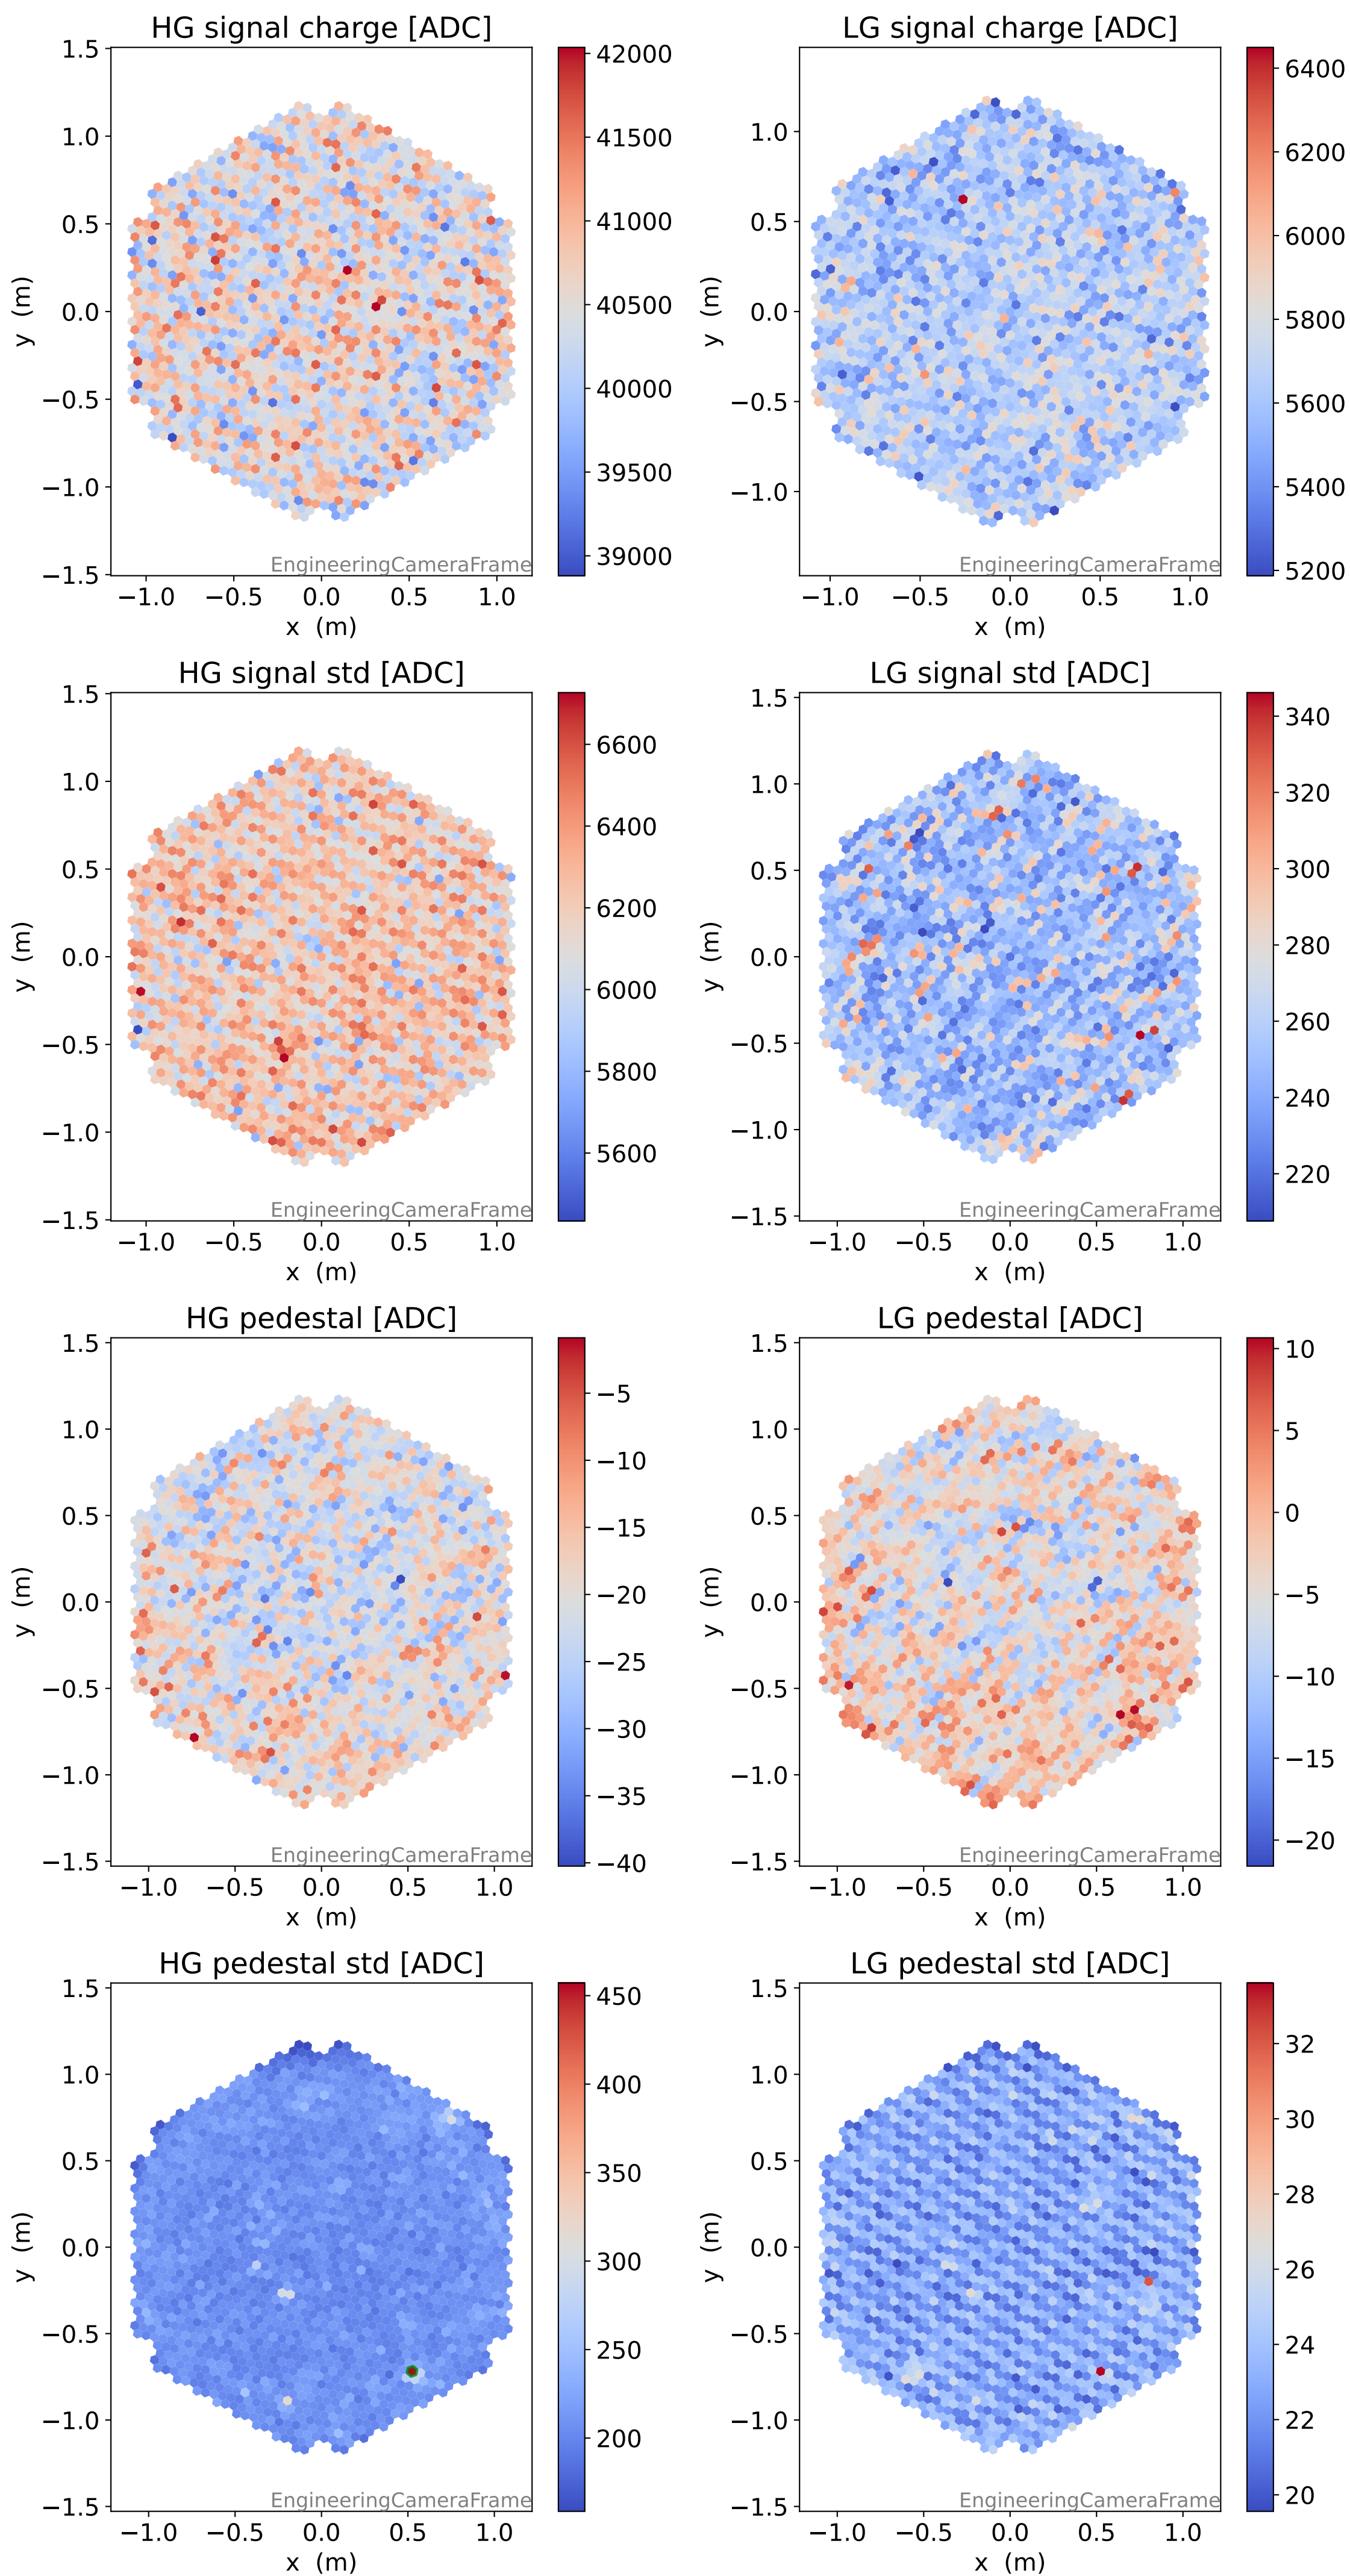 HG signal charge [ADC]
LG signal charge [ADC]
1.5
1.0
0.5
0.0
−0.5
−1.0
−1.5
y (m)
−1.0 −0.5 0.0 0.5 1.0
x (m)
EngineeringCameraFrame
42000
41500
41000
40500
40000
39500
39000
1.0
0.5
0.0
−0.5
−1.0
y (m)
−1.0 −0.5 0.0 0.5 1.0
x (m)
EngineeringCameraFrame
6400
6200
6000
5800
5600
5400
5200
HG signal std [ADC]
LG signal std [ADC]
1.5
1.0
0.5
0.0
−0.5
−1.0
−1.5
y (m)
−1.0 −0.5 0.0 0.5 1.0
x (m)
EngineeringCameraFrame
6600
6400
6200
6000
5800
5600
1.5
1.0
0.5
0.0
−0.5
−1.0
−1.5
y (m)
−1.0 −0.5 0.0 0.5 1.0
x (m)
EngineeringCameraFrame
340
320
300
280
260
240
220
HG pedestal [ADC]
LG pedestal [ADC]
1.5
1.0
0.5
0.0
−0.5
−1.0
−1.5
y (m)
−1.0 −0.5 0.0 0.5 1.0
x (m)
EngineeringCameraFrame
−5
−10
−15
−20
−25
−30
−35
−40
1.5
1.0
0.5
0.0
−0.5
−1.0
−1.5
y (m)
−1.0 −0.5 0.0 0.5 1.0
x (m)
EngineeringCameraFrame
10
5
0
−5
−10
−15
−20
HG pedestal std [ADC]
LG pedestal std [ADC]
1.5
1.0
0.5
0.0
−0.5
−1.0
−1.5
y (m)
−1.0 −0.5 0.0 0.5 1.0
x (m)
EngineeringCameraFrame
450
400
350
300
250
200
1.5
1.0
0.5
0.0
−0.5
−1.0
−1.5
y (m)
−1.0 −0.5 0.0 0.5 1.0
x (m)
EngineeringCameraFrame
32
30
28
26
24
22
20